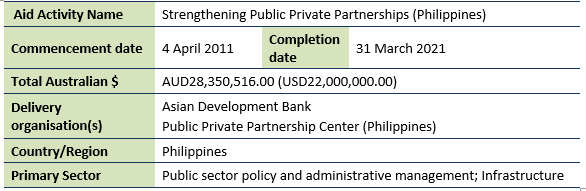 Aid Activity Name Strengthening Public Private Partnerships (Philippines)
Commencement date 4 April 2011 Completion date 31 March 2021
Total Australian $ AUD28,350,516.00 (USD22,000,000.00)
Delivery organisation(s) Asian Development Bank
Public Private Partnership Center (Philippines)
Country/Region Philippines
Primary Sector Public sector policy and administrative management; Infrastructure